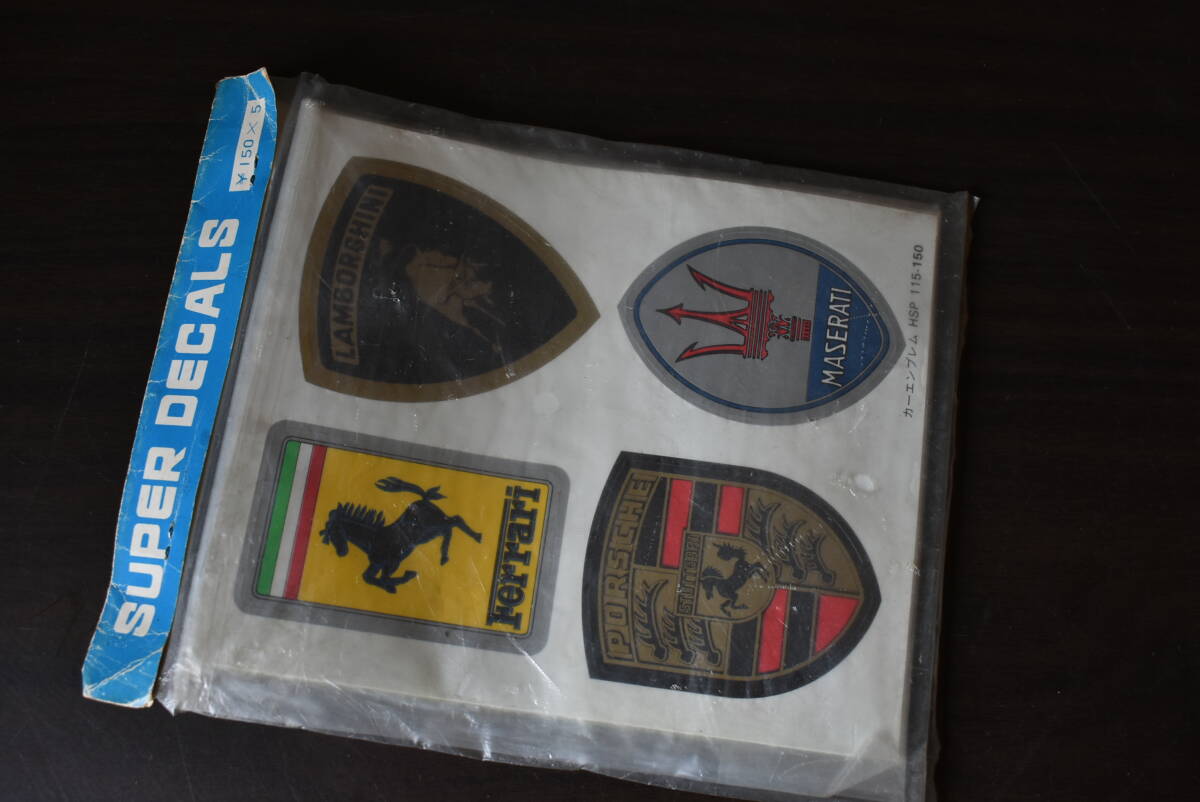 SUPER DECALS
¥150×5
LAMBORGHINI
MASERATI
Ferrari
PORSCHE
STUTTGART
カーエンブレム HSP 115-150